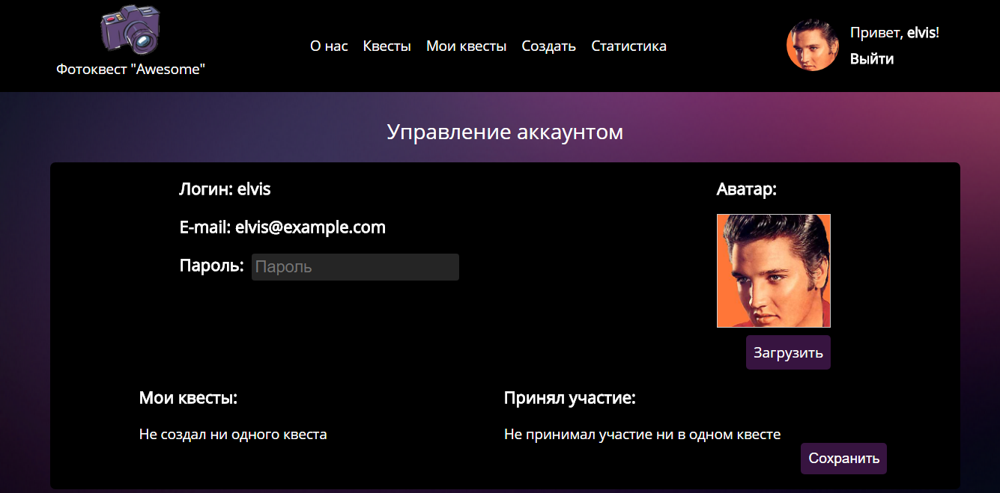 Фотоквест "Awesome"
О нас Квесты Мои квесты Создать Статистика
Привет, elvis!
Выйти
Управление аккаунтом
Логин: elvis
E-mail: elvis@example.com
Пароль: Пароль
Аватар:
Загрузить
Мои квесты:
Не создал ни одного квеста
Принял участие:
Не принимал участие ни в одном квесте
Сохранить